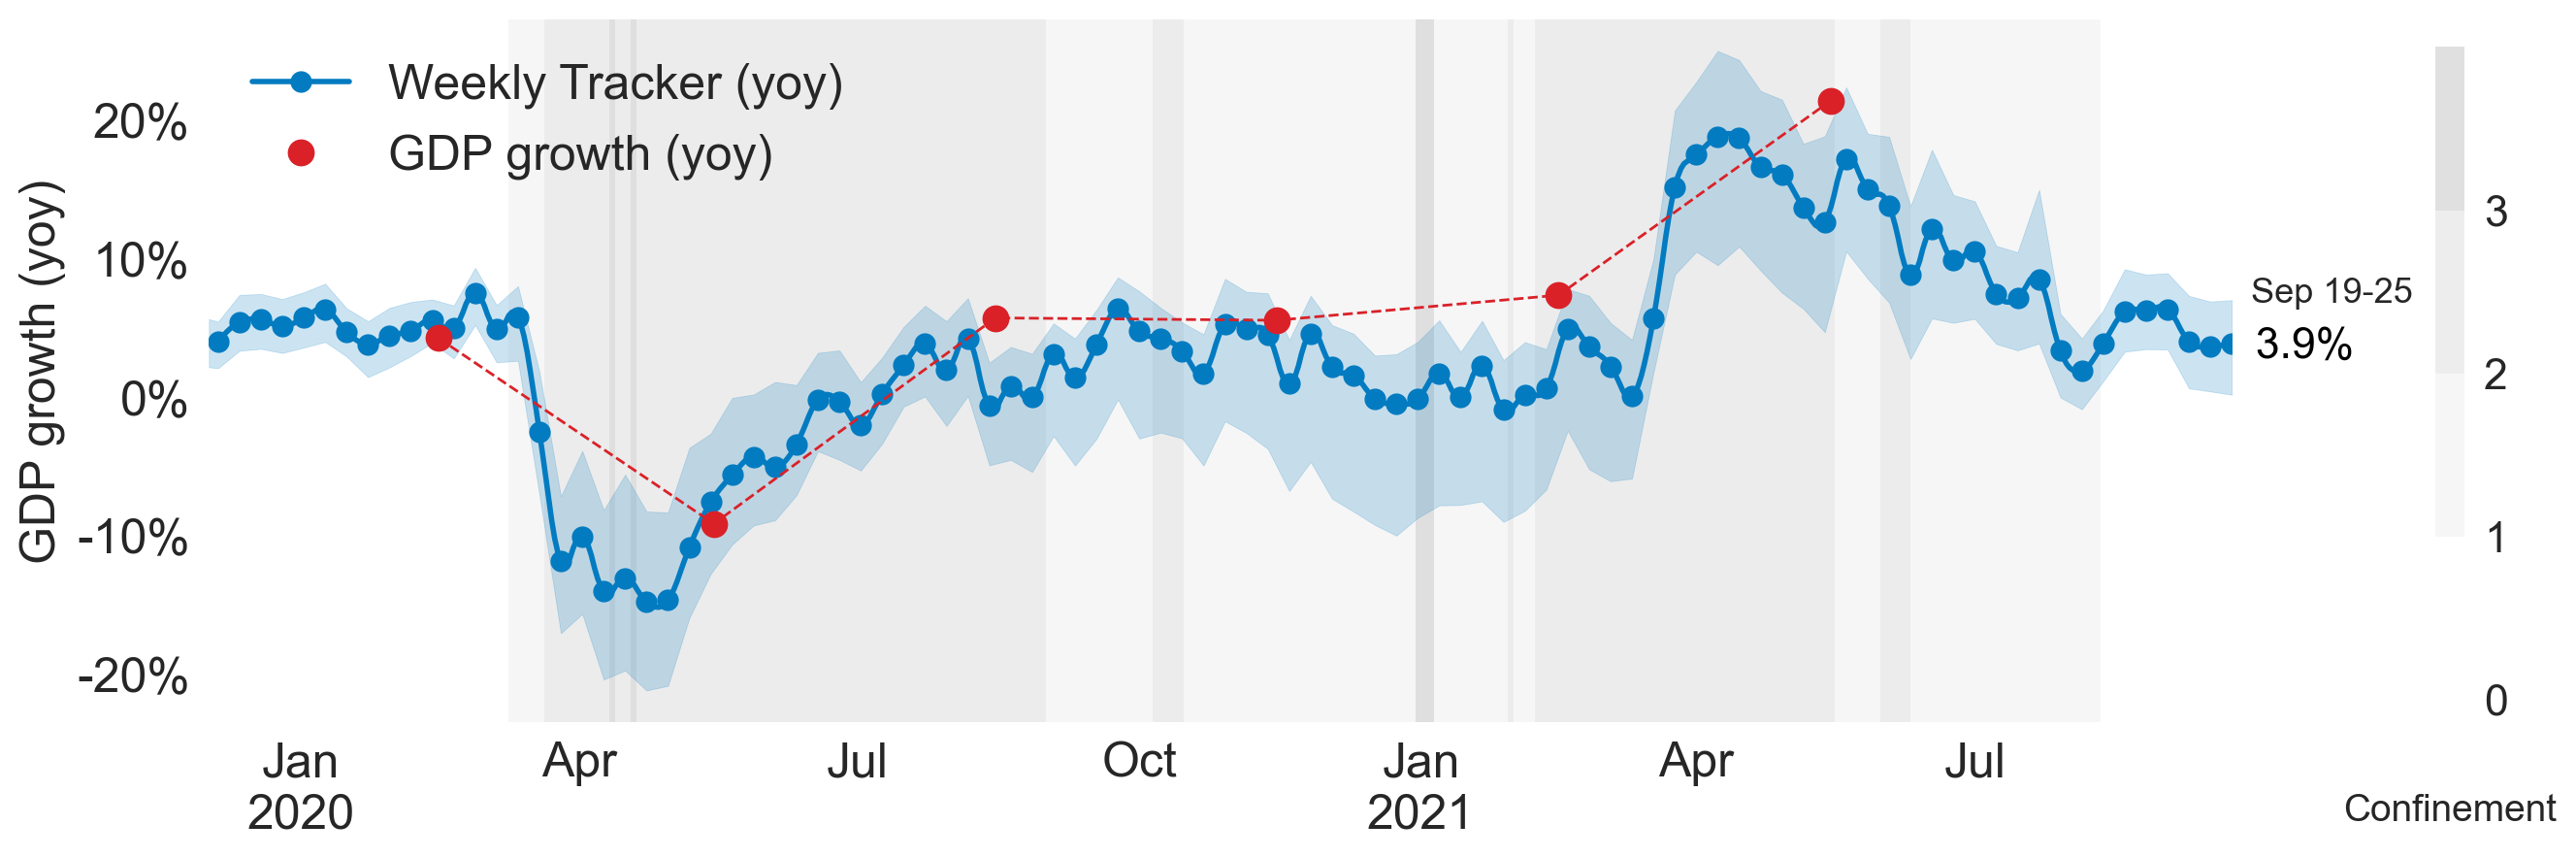 Weekly Tracker (yoy)
GDP growth (yoy)
GDP growth (yoy)
20%
10%
0%
-10%
-20%
Jan
2020
Apr
Jul
Oct
Jan
2021
Apr
Jul
Sep 19-25
3.9%
3
2
1
0
Confinement